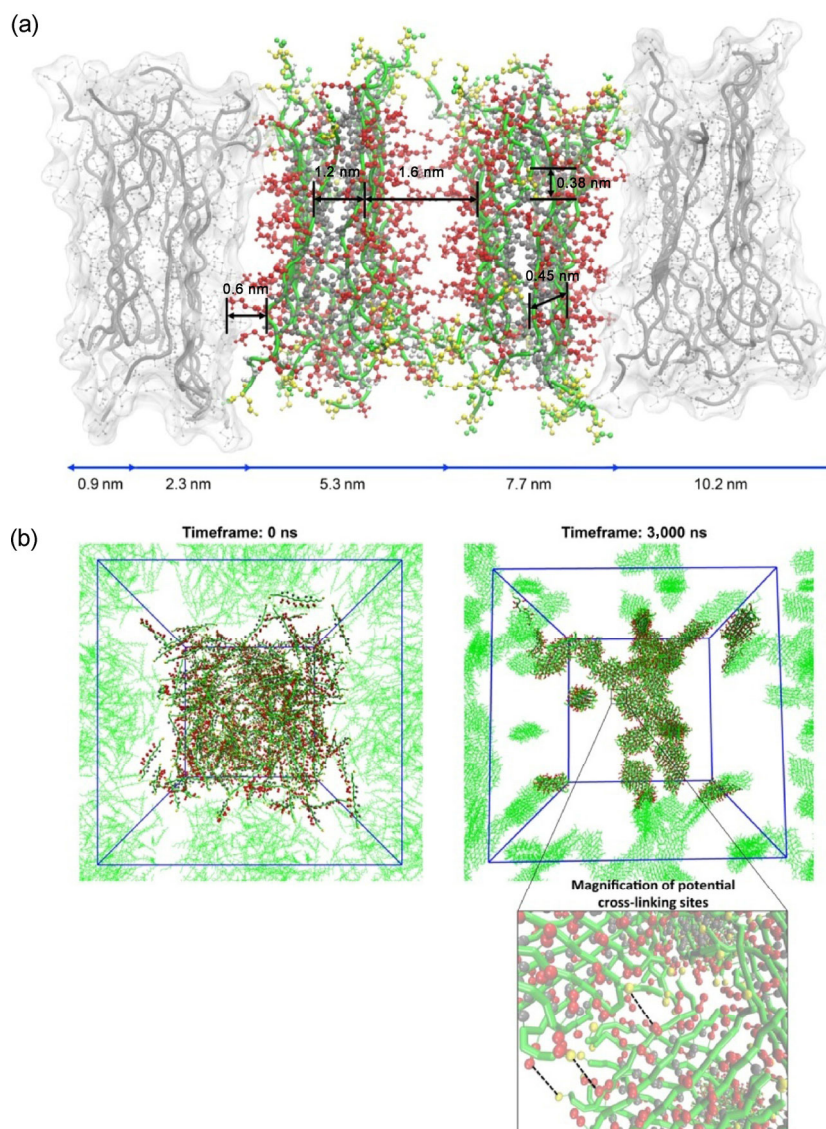 (a)
1.2 nm
1.6 nm
0.38 nm
0.45 nm
0.6 nm
0.9 nm 2.3 nm 5.3 nm 7.7 nm 10.2 nm
(b)
Timeframe: 0 ns Timeframe: 3,000 ns
Magnification of potential
cross-linking sites